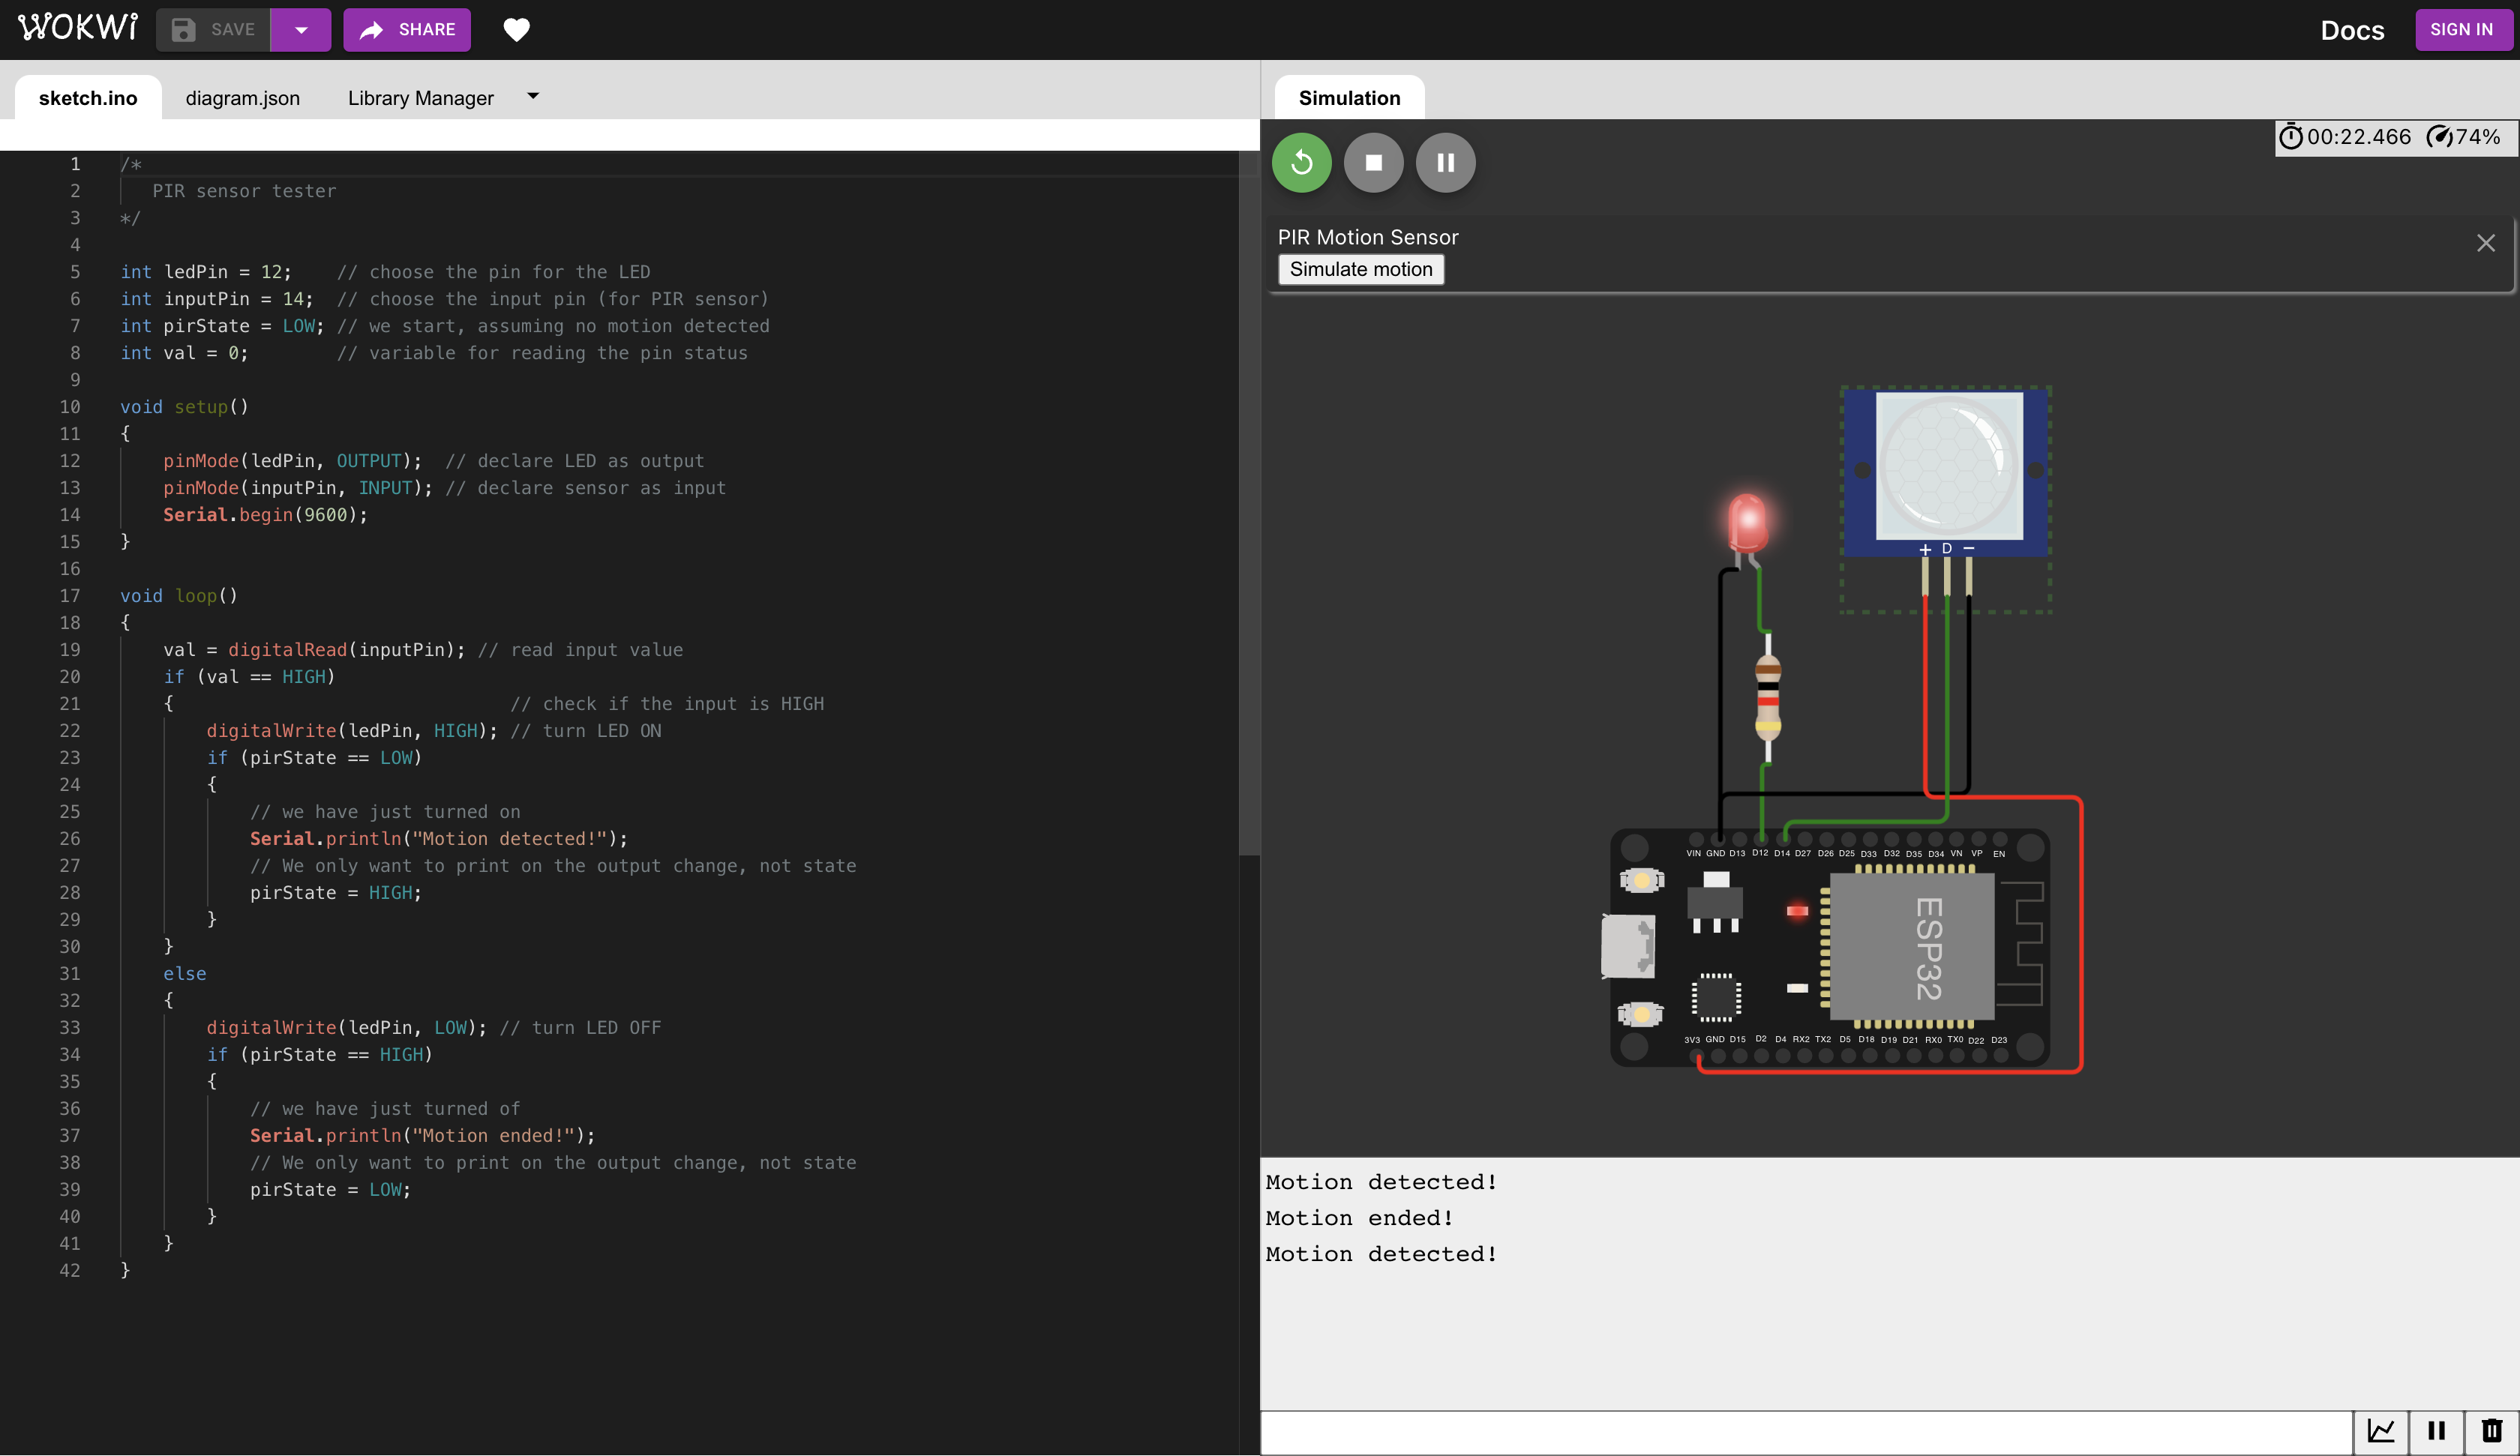 WOKWI SAVE SHARE Docs SIGN IN
sketch.ino diagram.json Library Manager
1 /*
2 PIR sensor tester
3 */
4
5 int ledPin = 12; // choose the pin for the LED
6 int inputPin = 14; // choose the input pin (for PIR sensor)
7 int pirState = LOW; // we start, assuming no motion detected
8 int val = 0; // variable for reading the pin status
9
10 void setup()
11 {
12 pinMode(ledPin, OUTPUT); // declare LED as output
13 pinMode(inputPin, INPUT); // declare sensor as input
14 Serial.begin(9600);
15 }
16
17 void loop()
18 {
19 val = digitalRead(inputPin); // read input value
20 if (val == HIGH)
21 { // check if the input is HIGH
22 digitalWrite(ledPin, HIGH); // turn LED ON
23 if (pirState == LOW)
24 {
25 // we have just turned on
26 Serial.println("Motion detected!");
27 // We only want to print on the output change, not state
28 pirState = HIGH;
29 }
30 }
31 else
32 {
33 digitalWrite(ledPin, LOW); // turn LED OFF
34 if (pirState == HIGH)
35 {
36 // we have just turned of
37 Serial.println("Motion ended!");
38 // We only want to print on the output change, not state
39 pirState = LOW;
40 }
41 }
42 }
Simulation
00:22.466 74%
PIR Motion Sensor
Simulate motion
+ D −
VIN GND D13 D12 D14 D27 D26 D25 D33 D32 D35 D34 VN VP EN
ESP32
3V3 GND D15 D2 D4 RX2 TX2 D5 D18 D19 D21 RX0 TX0 D22 D23
Motion detected!
Motion ended!
Motion detected!